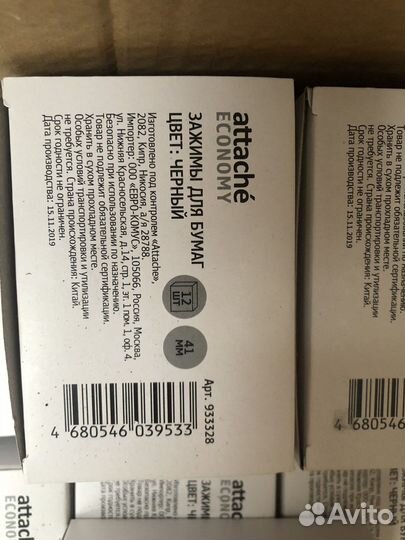 attaché
ECONOMY
ЗАЖИМЫ ДЛЯ БУМАГ
ЦВЕТ: ЧЕРНЫЙ
Изготовлено под контролем «Attache»,
2082, Кипр, Никосия, а/я 28788.
Импортер: ООО «ЕВРО-КОМУС», 105066, Россия, Москва,
ул. Нижняя Красносельская, д.14, стр. 1, эт. 1 пом. 1, оф. 4.
Безопасно при использовании по назначению.
Товар не подлежит обязательной сертификации.
Хранить в сухом прохладном месте.
Особых условий транспортировки и утилизации
не требуется. Страна происхождения: Китай.
Срок годности не ограничен.
Дата производства: 15.11.2019
12
ШТ
41
ММ
Арт. 933328
4 680546 039533
Товар не подлежит обязательной сертификации.
Хранить в сухом прохладном месте.
Особых условий транспортировки и утилизации
не требуется. Страна происхождения: Китай.
Срок годности не ограничен.
Дата производства: 15.11.2019
4 680546
attaché
ECONOMY
attaché
ECONOMY
ЗАЖИМЫ Д
ЦВЕТ: ЧЕР
Avito